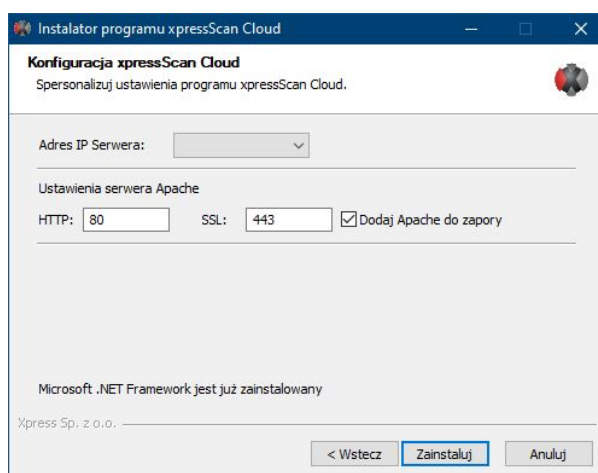 Instalator programu xpressScan Cloud
Konfiguracja xpressScan Cloud
Spersonalizuj ustawienia programu xpressScan Cloud.
Adres IP Serwera:
Ustawienia serwera Apache
HTTP: 80 SSL: 443 Dodaj Apache do zapory
Microsoft .NET Framework jest już zainstalowany
Xpress Sp. z o.o.
< Wstecz Zainstaluj Anuluj